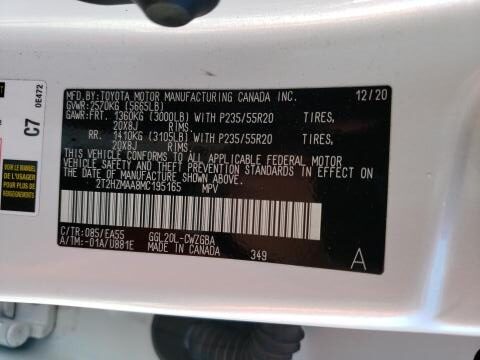 MFD.BY:TOYOTA MOTOR MANUFACTURING CANADA INC. 12/20
GVWR:2570KG (5665LB)
GAWR: FRT. 1360KG (3000LB) WITH P235/55R20 TIRES,
20X8J RIMS.
RR. 1410KG (3105LB) WITH P235/55R20 TIRES,
20X8J RIMS.
THIS VEHICLE CONFORMS TO ALL APPLICABLE FEDERAL MOTOR
VEHICLE SAFETY AND THEFT PREVENTION STANDARDS IN EFFECT
ON THE DATE OF MANUFACTURE SHOWN ABOVE.
2T2HZMAA8MC195165 MPV
C/TR: 085/EA55 GGL20L-CWZGBA
A/TM: -01A/U881E MADE IN CANADA 349
A
C7
0E472
VOIR LE
POUR PLUS DE
RENSEIGNEMENTS